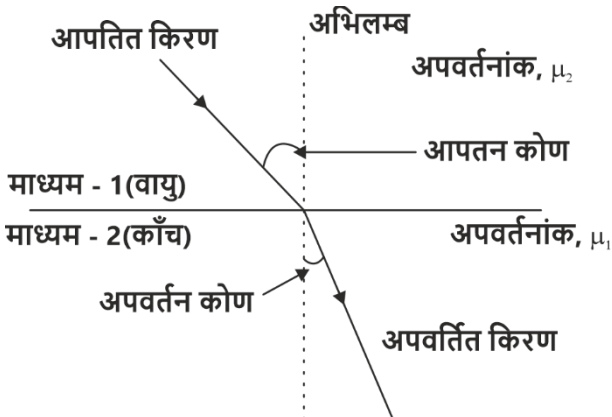 अभिलम्ब
आपतित किरण
अपवर्तनांक, μ₂
आपतन कोण
माध्यम - 1(वायु)
माध्यम - 2(काँच)
अपवर्तनांक, μ₁
अपवर्तन कोण
अपवर्तित किरण